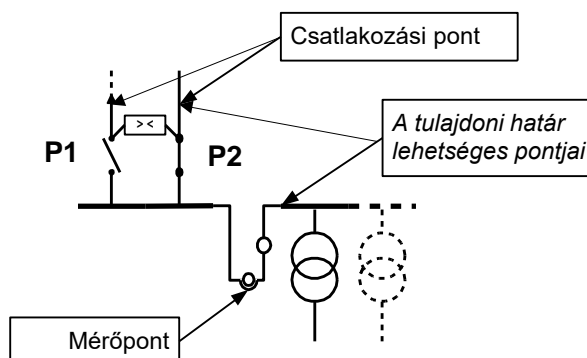 Csatlakozási pont
> <
P1
P2
A tulajdoni határ
lehetséges pontjai
Mérőpont